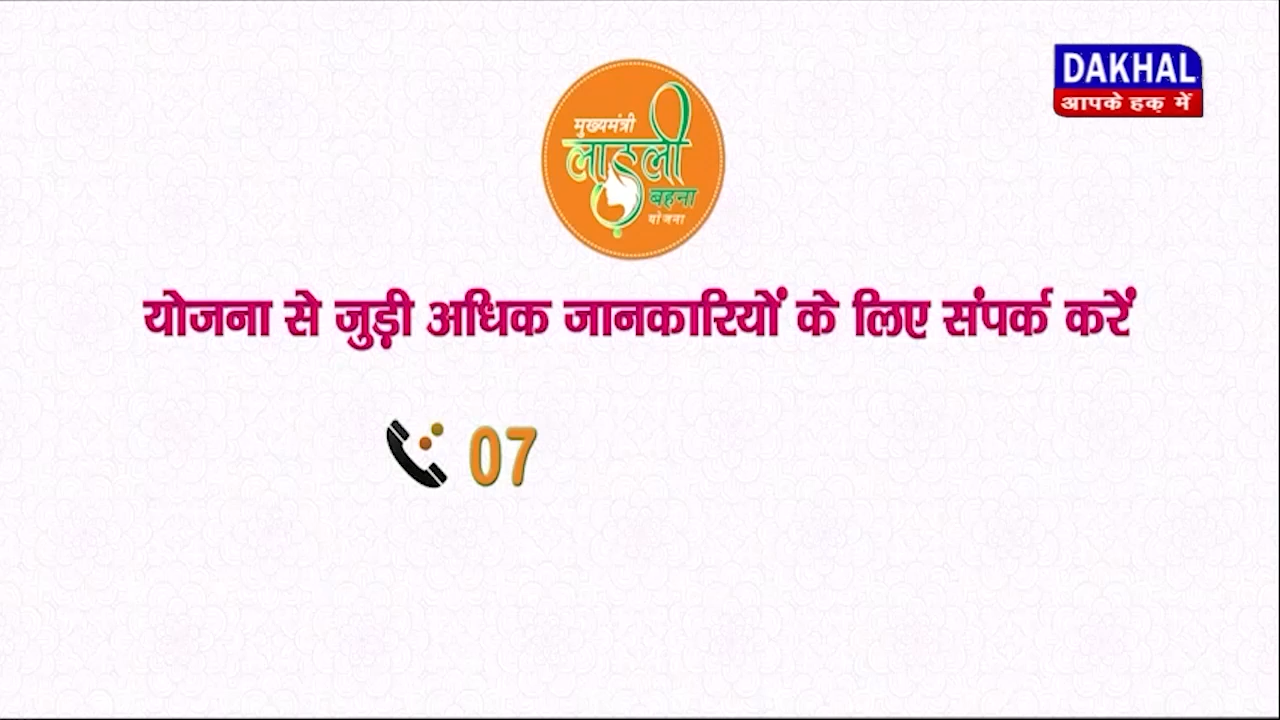 DAKHAL
आपके हक में
मुख्यमंत्री
लाड़ली
बहना
योजना
योजना से जुड़ी अधिक जानकारियों के लिए संपर्क करें
07